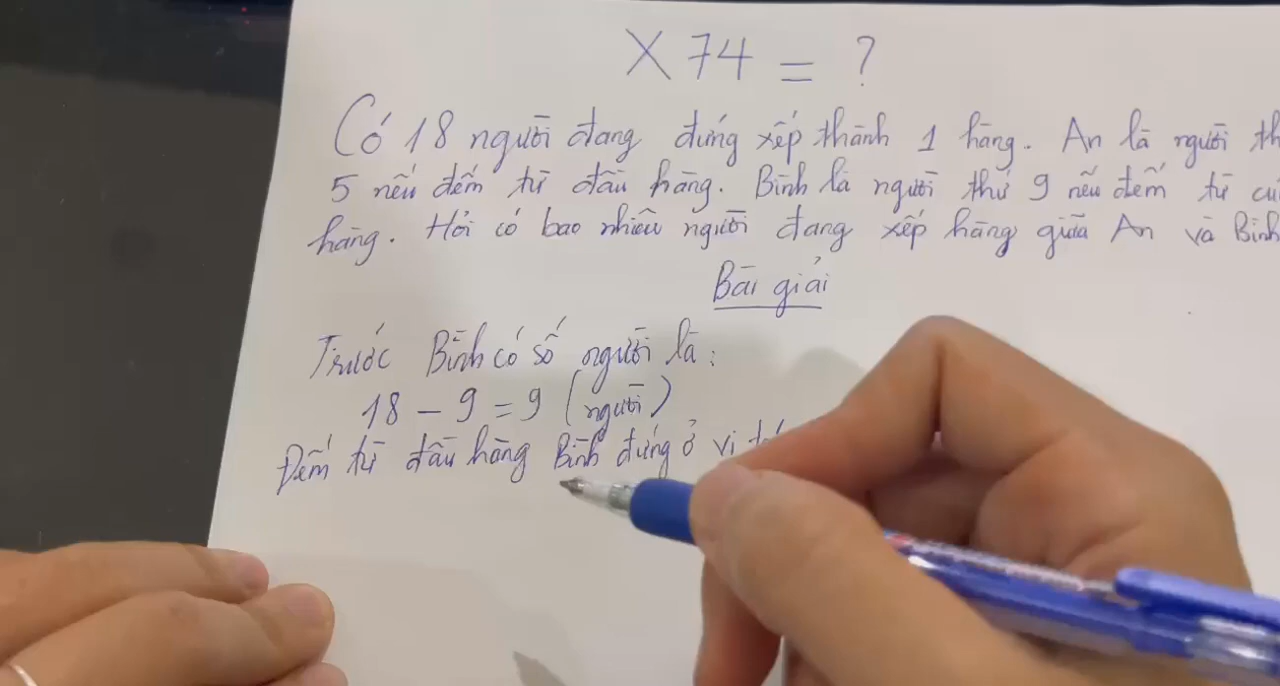 X 74 = ?
Có 18 người đang đứng xếp thành 1 hàng. An là người
5 nếu đếm từ đầu hàng. Bình là người thứ 9 nếu đếm từ
hàng. Hỏi có bao nhiêu người đang xếp hàng giữa An và Bình
Bài giải
Trước Bình có số người là:
18 - 9 = 9 (người)
Đếm từ đầu hàng Bình đứng ở vị